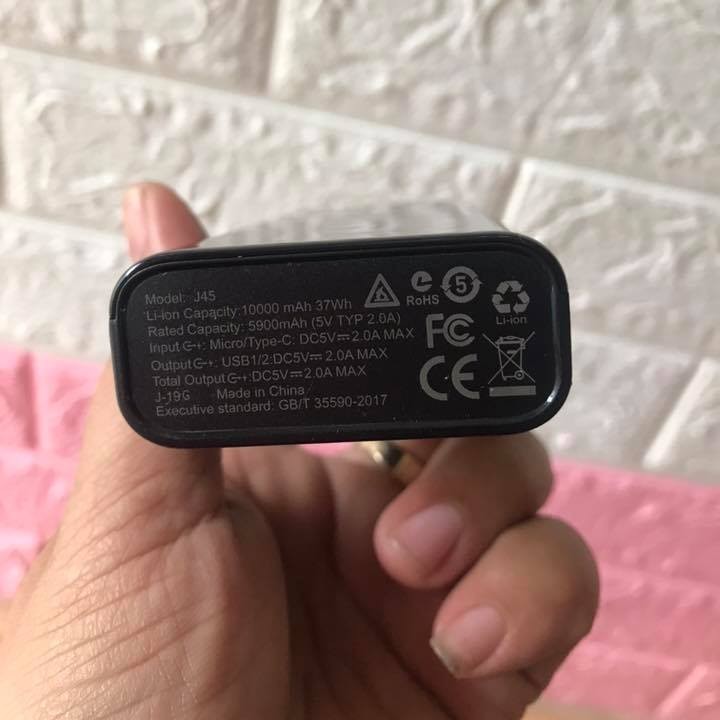 Model: J45
Li-ion Capaqity:10000 mAh 37Wh
Rated Capacity: 5900mAh (5V TYP 2.0A)
Input G+: Micro/Type-C: DC5V⎓2.0A MAX
Output G+: USB1/2:DC5V⎓2.0A MAX
Total Output G+:DC5V⎓2.0A MAX
J-19G Made in China
Executive standard: GB/T 35590-2017
RoHS
5
Li-ion
FC
CE